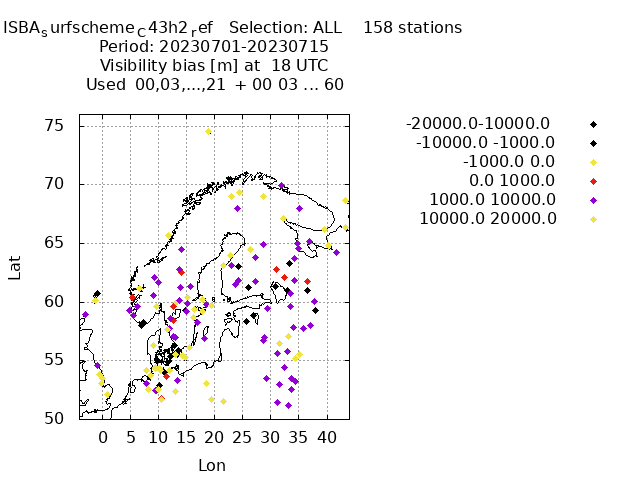 ISBAsurfschemeC43h2ref Selection: ALL 158 stations
Period: 20230701-20230715
Visibility bias [m] at 18 UTC
Used 00,03,...,21 + 00 03 ... 60
-20000.0-10000.0
-10000.0 -1000.0
-1000.0 0.0
0.0 1000.0
1000.0 10000.0
10000.0 20000.0
75
70
65
60
55
50
Lat
0 5 10 15 20 25 30 35 40
Lon